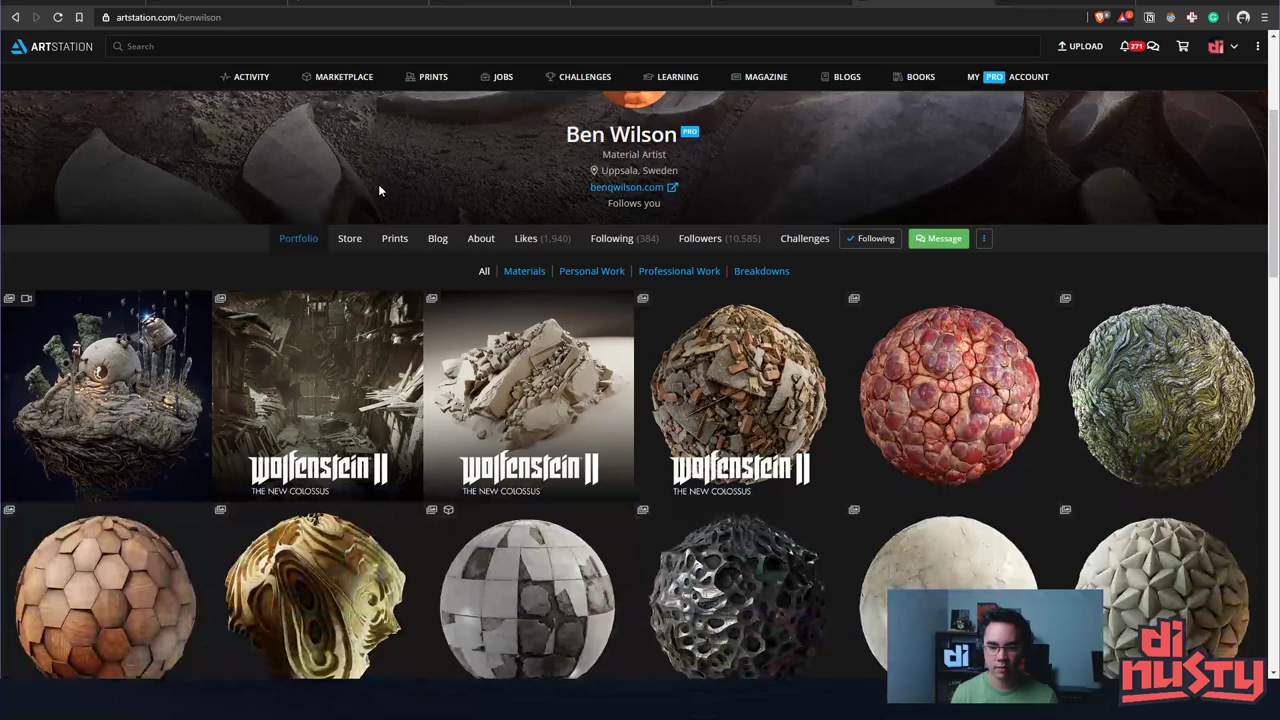 artstation.com/benwilson
ARTSTATION
Search
UPLOAD
271
di
ACTIVITY
MARKETPLACE
PRINTS
JOBS
CHALLENGES
LEARNING
MAGAZINE
BLOGS
BOOKS
MY PRO ACCOUNT
Ben Wilson PRO
Material Artist
Uppsala, Sweden
benqwilson.com
Follows you
Portfolio
Store
Prints
Blog
About
Likes (1,940)
Following (384)
Followers (10,585)
Challenges
Following
Message
All | Materials | Personal Work | Professional Work | Breakdowns
Wolfenstein II
THE NEW COLOSSUS
Wolfenstein II
THE NEW COLOSSUS
Wolfenstein II
THE NEW COLOSSUS
di
di
nusty